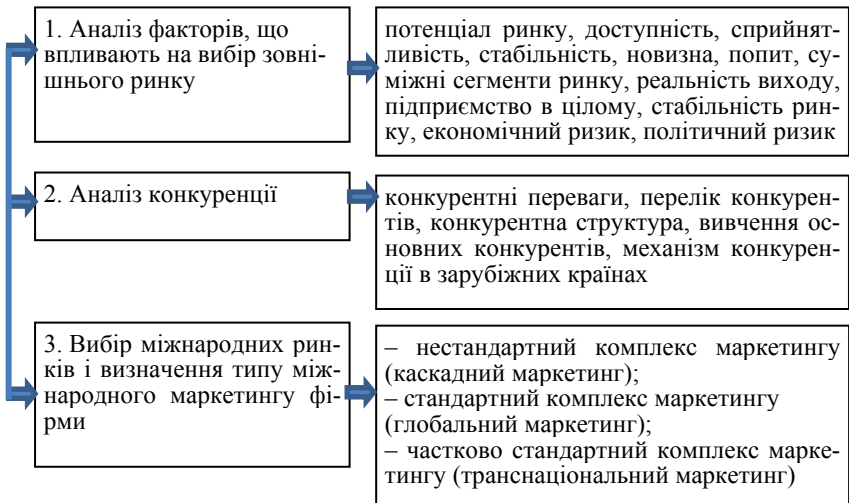 1. Аналіз факторів, що
впливають на вибір зовні-
шнього ринку
потенціал ринку, доступність, сприйнят-
ливість, стабільність, новизна, попит, су-
міжні сегменти ринку, реальність виходу,
підприємство в цілому, стабільність рин-
ку, економічний ризик, політичний ризик
2. Аналіз конкуренції
конкурентні переваги, перелік конкурен-
тів, конкурентна структура, вивчення ос-
новних конкурентів, механізм конкурен-
ції в зарубіжних країнах
3. Вибір міжнародних рин-
ків і визначення типу між-
народного маркетингу фі-
рми
– нестандартний комплекс маркетингу
(каскадний маркетинг);
– стандартний комплекс маркетингу
(глобальний маркетинг);
– частково стандартний комплекс марке-
тингу (транснаціональний маркетинг)